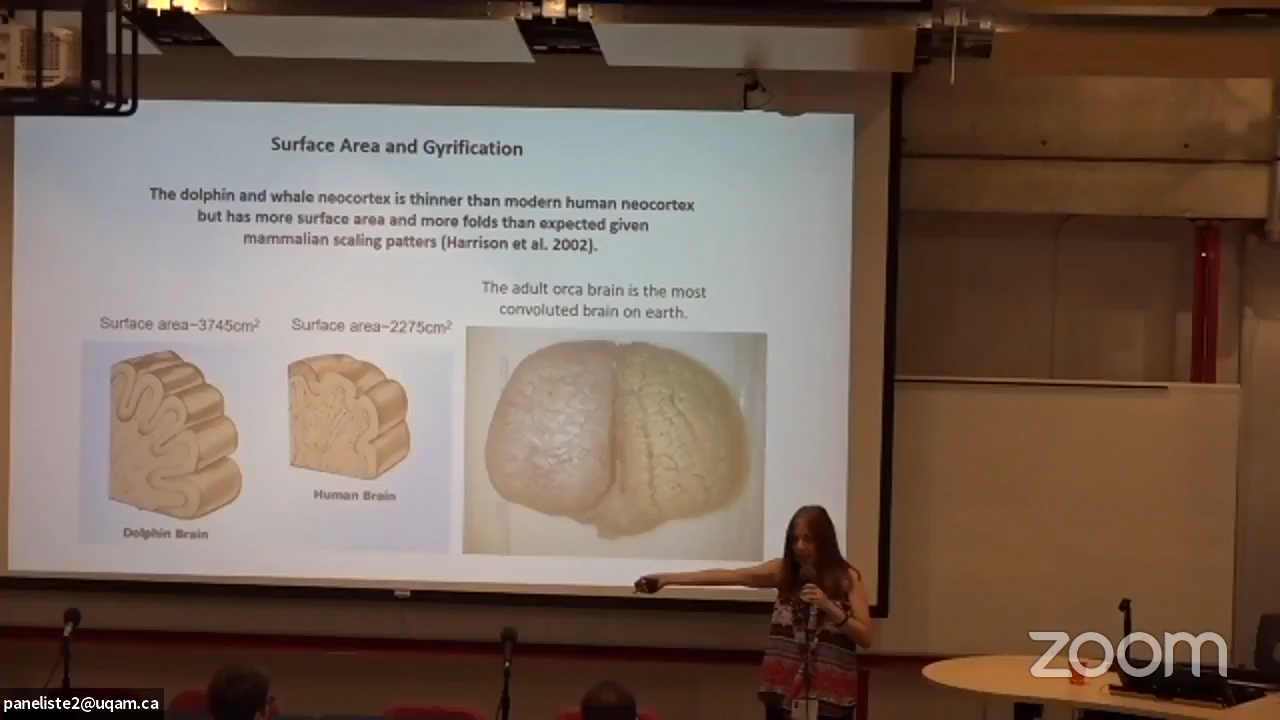 Surface Area and Gyrification
The dolphin and whale neocortex is thinner than modern human neocortex
but has more surface area and more folds than expected given
mammalian scaling patters (Harrison et al. 2002).
The adult orca brain is the most
convoluted brain on earth.
Surface area~3745cm²
Surface area~2275cm²
Dolphin Brain
Human Brain
zoom
paneliste2@uqam.ca